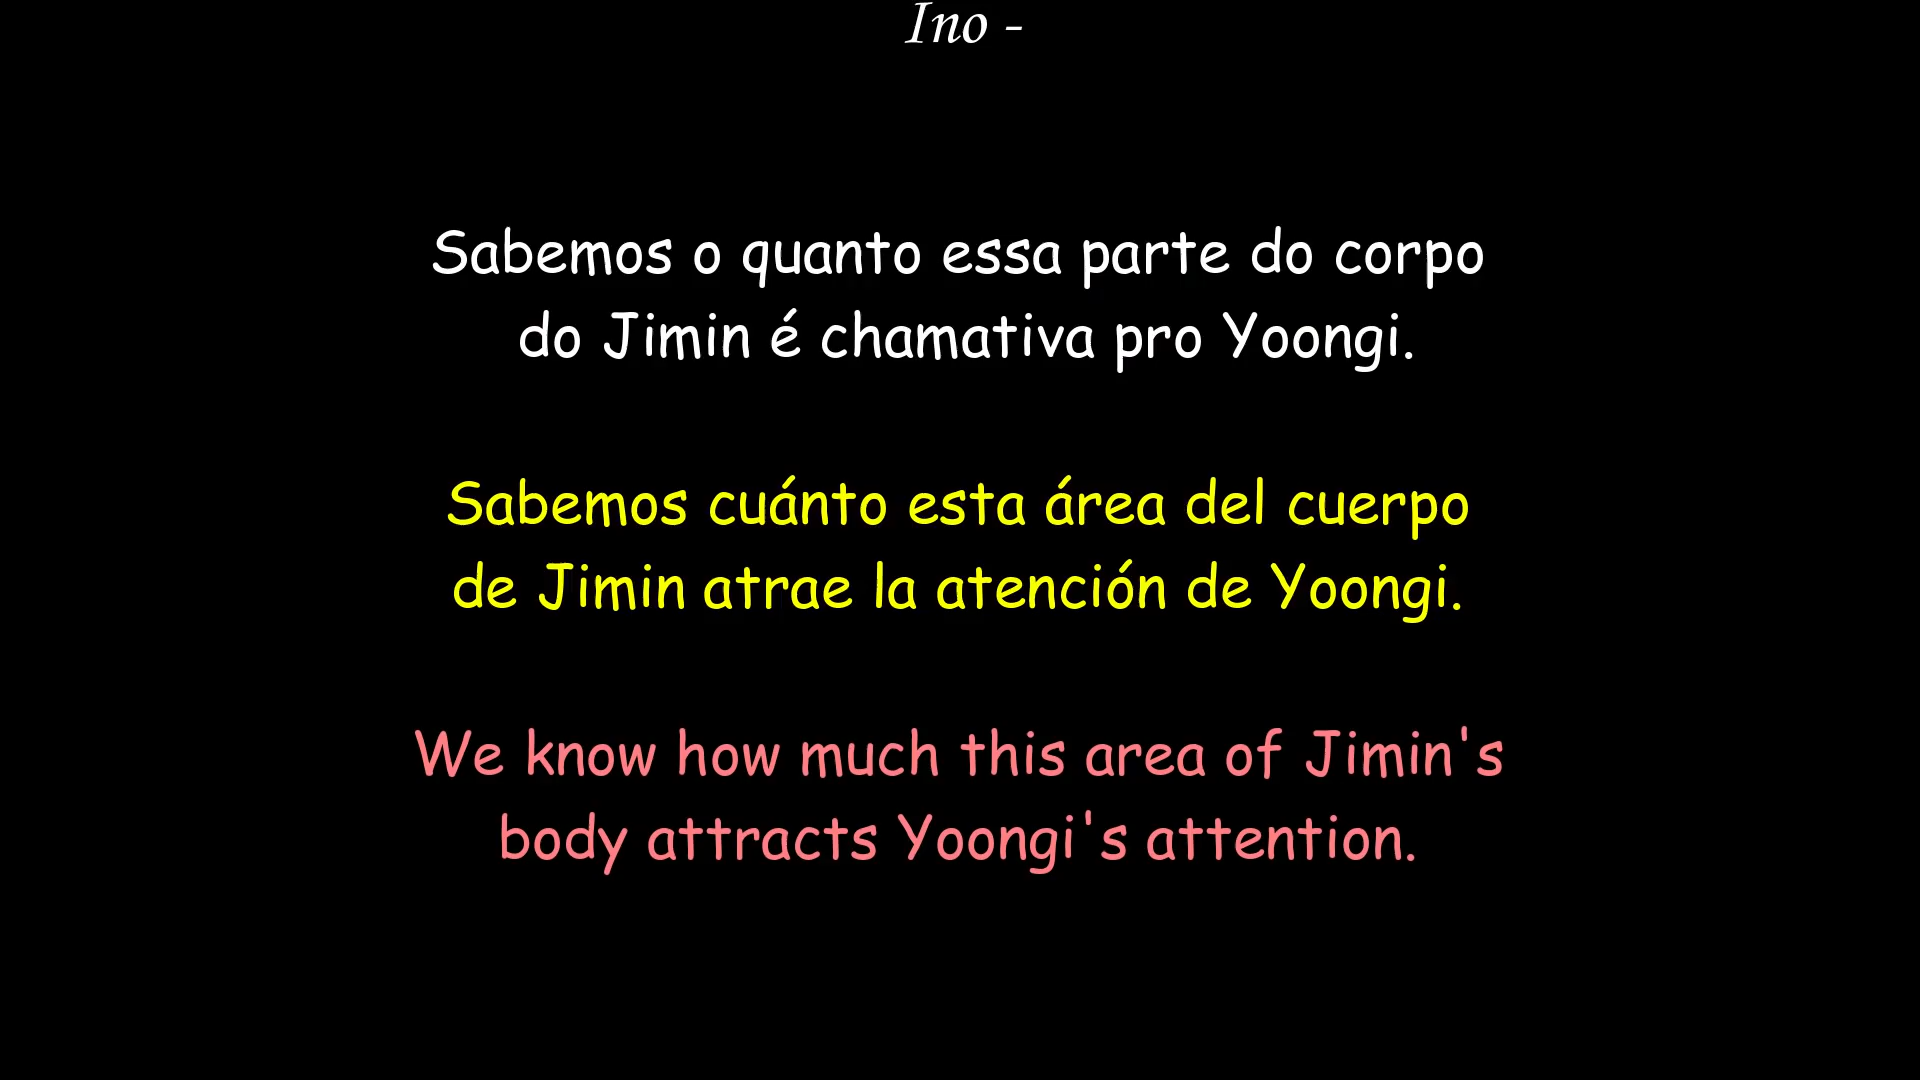 Ino -
Sabemos o quanto essa parte do corpo
do Jimin é chamativa pro Yoongi.
Sabemos cuánto esta área del cuerpo
de Jimin atrae la atención de Yoongi.
We know how much this area of Jimin's
body attracts Yoongi's attention.